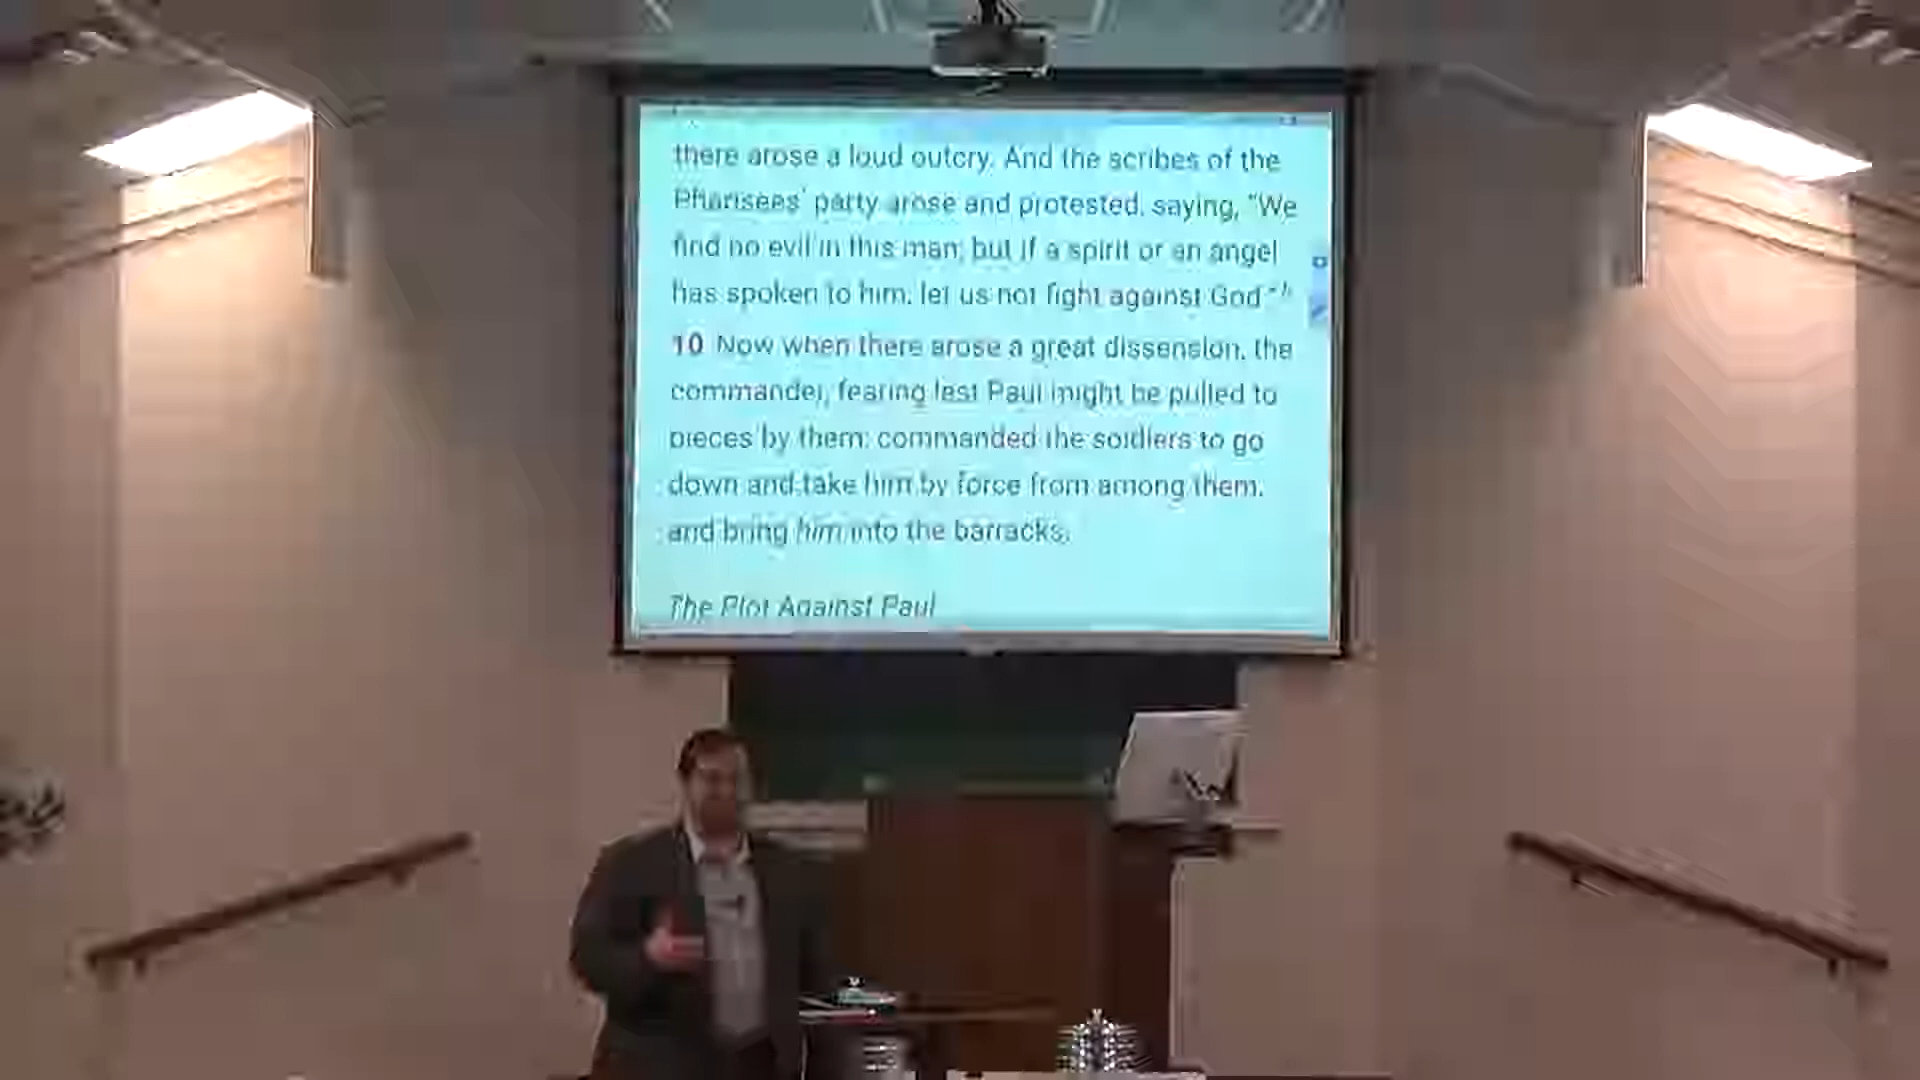 there arose a loud outcry. And the scribes of the
Pharisees' party arose and protested, saying, "We
find no evil in this man; but if a spirit or an angel
has spoken to him, let us not fight against God."h
10 Now when there arose a great dissension, the
commander, fearing lest Paul might be pulled to
pieces by them, commanded the soldiers to go
down and take him by force from among them,
and bring him into the barracks.
The Plot Against Paul